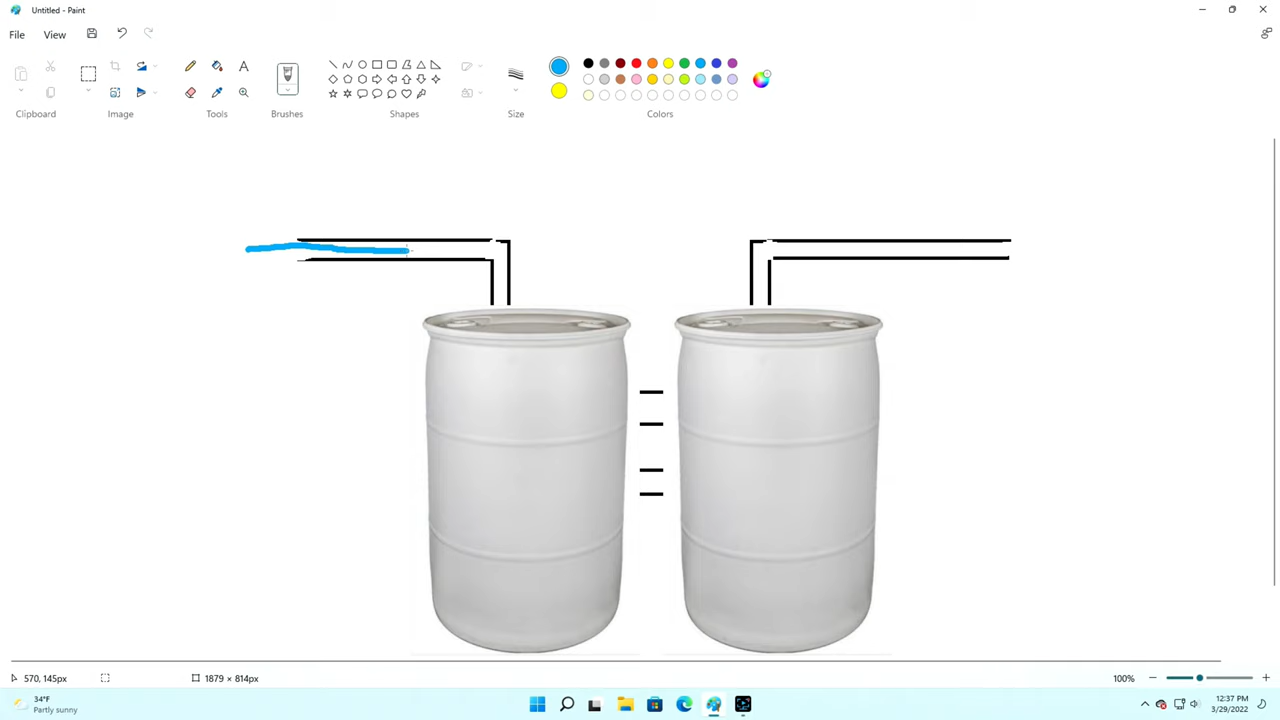 Untitled - Paint
File View
A
Clipboard Image Tools Brushes Shapes Size Colors
570, 145px 1879 × 814px 100%
34°F
Partly sunny
12:37 PM
3/29/2022